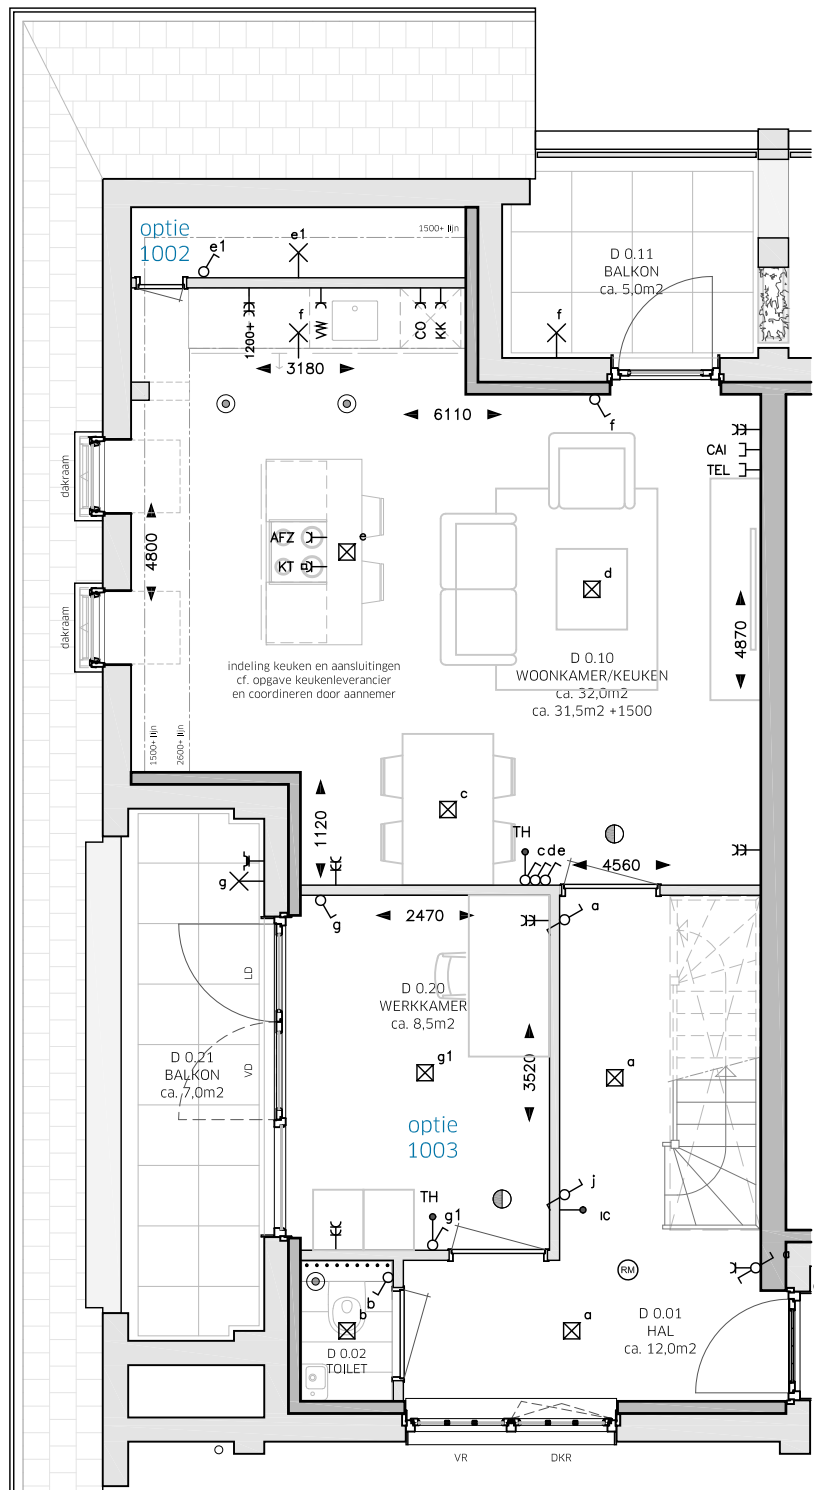 optie
1002
e1
e1
1500+ lijn
D 0.11
BALKON
ca. 5,0m2
1200+
f
VW
CO
KK
f
3180
6110
f
CAI
TEL
dakraam
4800
AFZ
KT
e
d
4870
dakraam
indeling keuken en aansluitingen
cf. opgave keukenleverancier
en coordineren door aannemer
D 0.10
WOONKAMER/KEUKEN
ca. 32,0m2
ca. 31,5m2 +1500
1500+ lijn
2600+ lijn
c
1120
TH
cde
4560
g
g
2470
a
LD
D 0.20
WERKKAMER
ca. 8,5m2
D 0.21
BALKON
ca. 7,0m2
VD
g1
3520
a
optie
1003
TH
g1
j
IC
RM
a
b
b
D 0.02
TOILET
a
D 0.01
HAL
ca. 12,0m2
VR
DKR